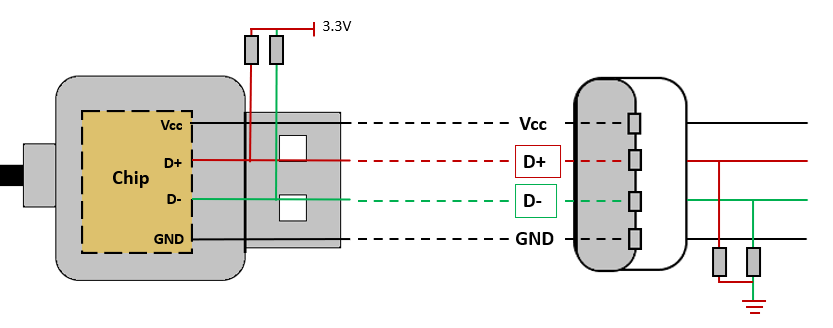 3.3V
Vcc
D+
D-
GND
Chip
Vcc
D+
D-
GND